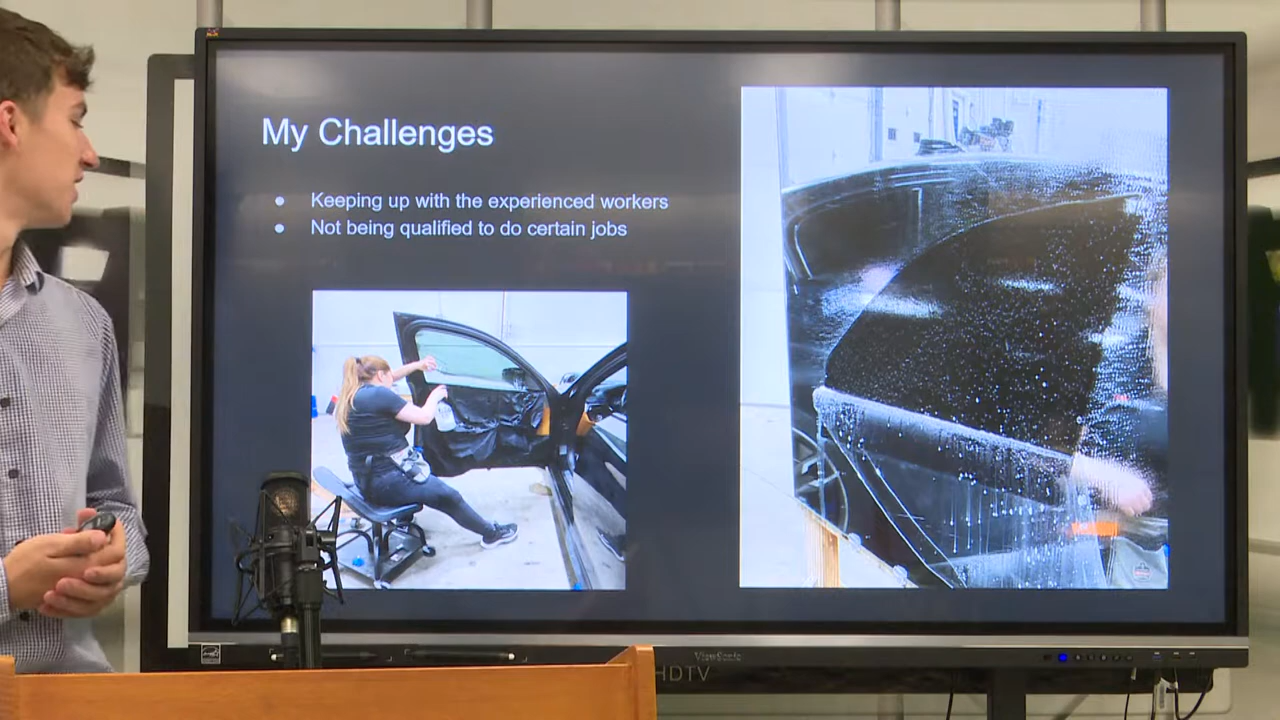 My Challenges
Keeping up with the experienced workers
Not being qualified to do certain jobs
ViewSonic
HDTV